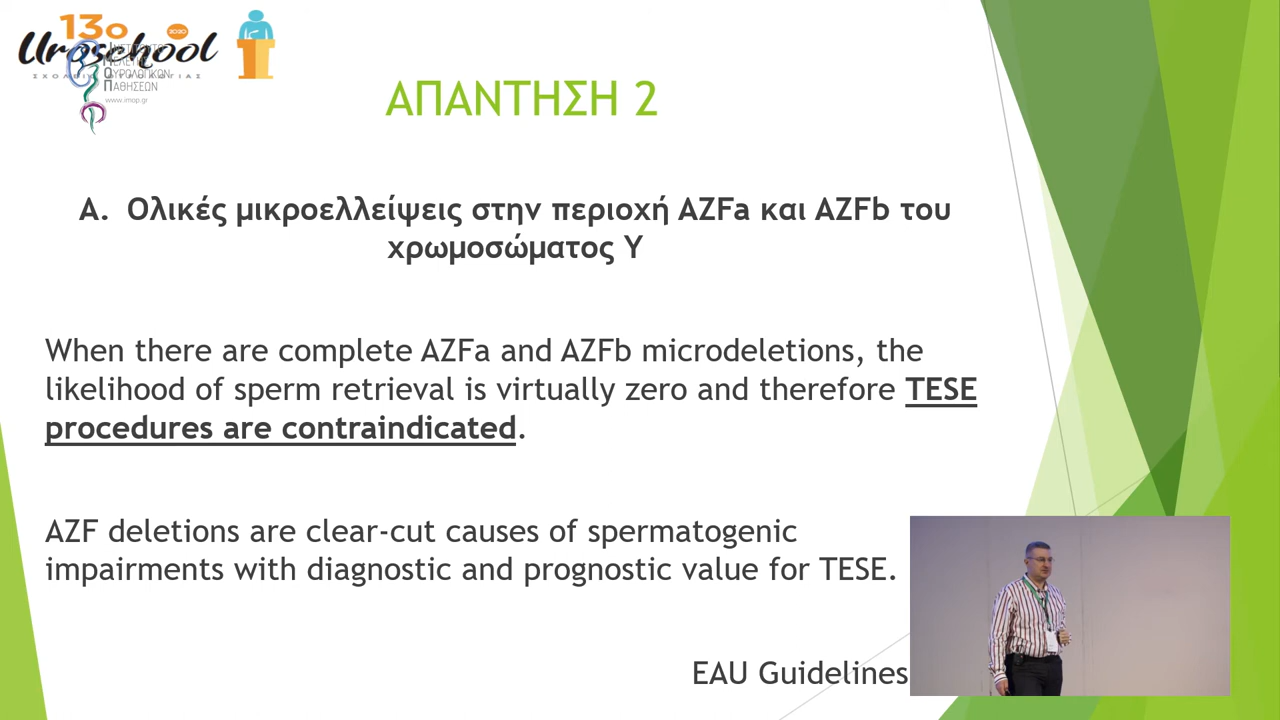 13ο
2020
Uroschool
ΙΝΣΤΙΤΟΥΤΟ
ΜΕΛΕΤΗΣ
ΟΥΡΟΛΟΓΙΚΩΝ
ΠΑΘΗΣΕΩΝ
www.imop.gr
ΑΠΑΝΤΗΣΗ 2
Α. Ολικές μικροελλείψεις στην περιοχή AZFa και AZFb του
χρωμοσώματος Υ
When there are complete AZFa and AZFb microdeletions, the
likelihood of sperm retrieval is virtually zero and therefore TESE
procedures are contraindicated.
AZF deletions are clear-cut causes of spermatogenic
impairments with diagnostic and prognostic value for TESE.
EAU Guidelines